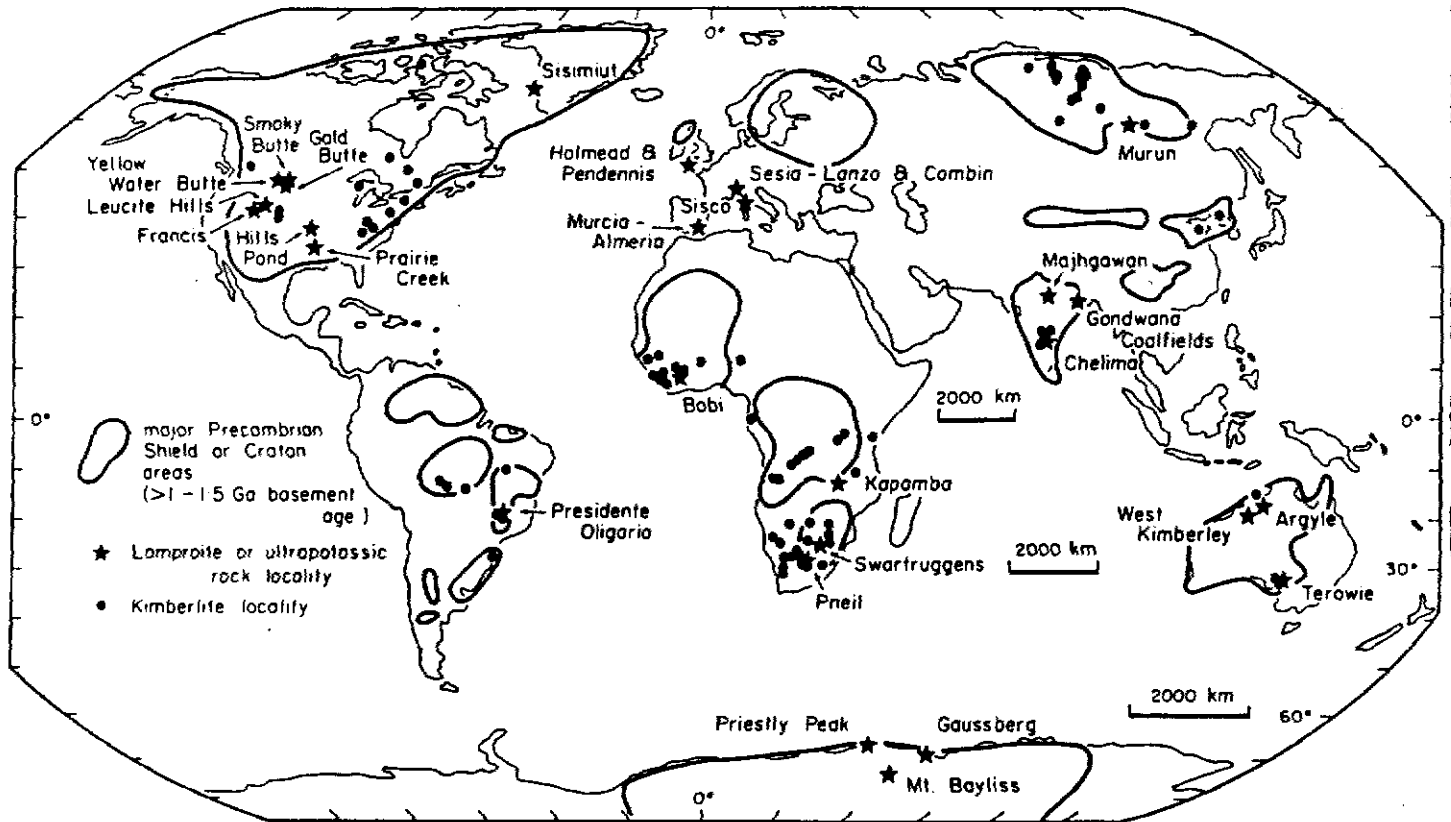 0°
Sisimiut
Smoky
Butte
Gold
Butte
Yellow
Water Butte
Leucite Hills
Francis
Hills
Pond
Prairie
Creek
Holmead &
Pendennis
Sesia - Lanzo & Combin
Sisco
Murcia -
Almeria
Murun
Majhgawan
Gondwana
Coalfields
Chelima
2000 km
Bobi
0°
0°
major Precambrian
Shield or Craton
areas
(>1 - 1.5 Ga basement
age)
Lamproite or ultrapotassic
rock locality
Kimberlite locality
Presidente
Oligaria
Kapamba
West
Kimberley
Argyle
2000 km
30°
Swartruggens
Pneil
Terowie
2000 km
60°
Priestly Peak
Gaussberg
Mt. Bayliss
0°